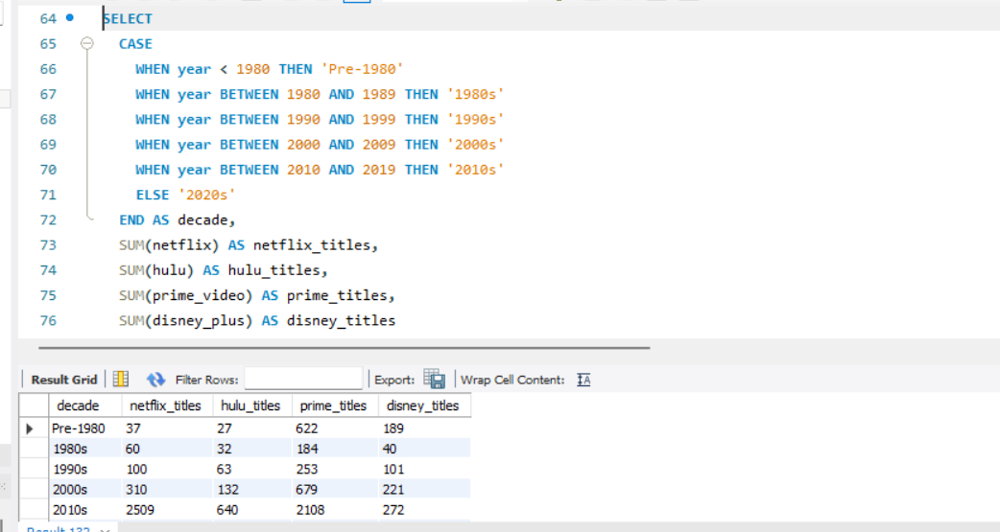 64 SELECT
65 CASE
66 WHEN year < 1980 THEN 'Pre-1980'
67 WHEN year BETWEEN 1980 AND 1989 THEN '1980s'
68 WHEN year BETWEEN 1990 AND 1999 THEN '1990s'
69 WHEN year BETWEEN 2000 AND 2009 THEN '2000s'
70 WHEN year BETWEEN 2010 AND 2019 THEN '2010s'
71 ELSE '2020s'
72 END AS decade,
73 SUM(netflix) AS netflix_titles,
74 SUM(hulu) AS hulu_titles,
75 SUM(prime_video) AS prime_titles,
76 SUM(disney_plus) AS disney_titles
Result Grid Filter Rows: Export: Wrap Cell Content:
decade netflix_titles hulu_titles prime_titles disney_titles
Pre-1980 37 27 622 189
1980s 60 32 184 40
1990s 100 63 253 101
2000s 310 132 679 221
2010s 2509 640 2108 272
Result 132